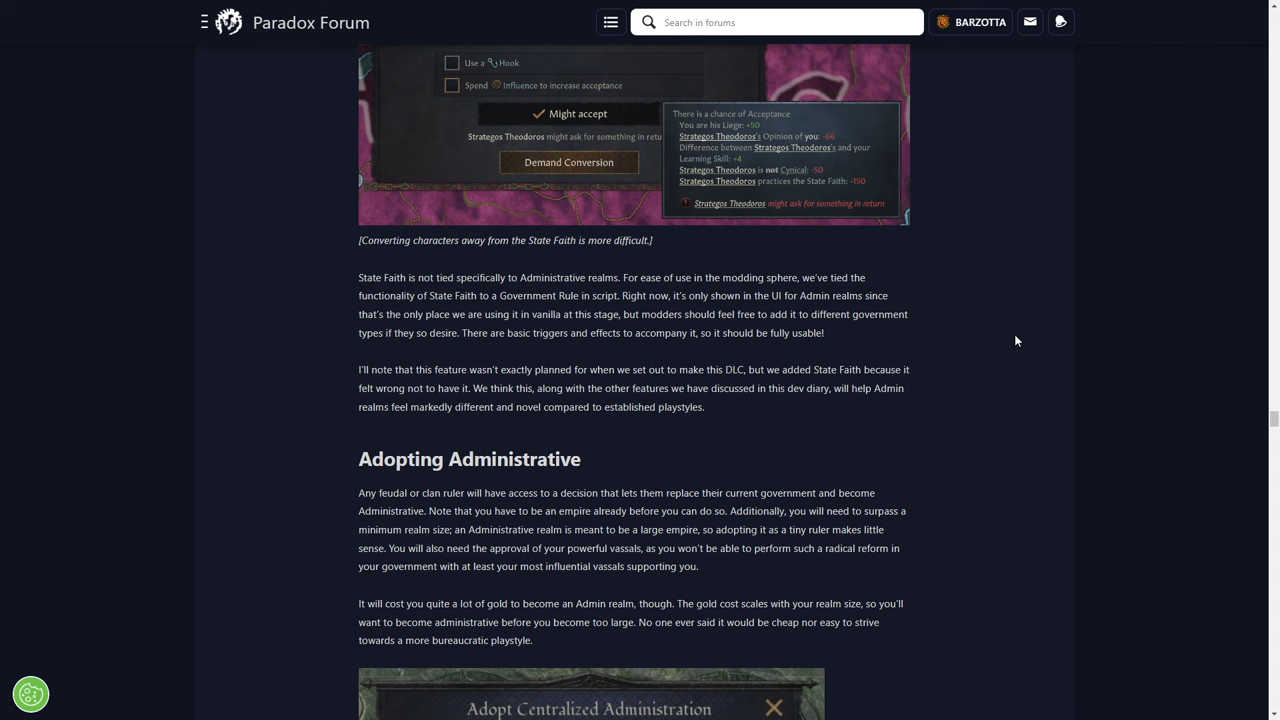 Paradox Forum
Search in forums
BARZOTTA
Use a Hook
Spend Influence to increase acceptance
Might accept
Strategos Theodoros might ask for something in retu
Demand Conversion
There is a chance of Acceptance
You are his Liege: +50
Strategos Theodoros's Opinion of you: -66
Difference between Strategos Theodoros's and your
Learning Skill: +4
Strategos Theodoros is not Cynical: -50
Strategos Theodoros practices the State Faith: -150
Strategos Theodoros might ask for something in return
[Converting characters away from the State Faith is more difficult.]
State Faith is not tied specifically to Administrative realms. For ease of use in the modding sphere, we've tied the
functionality of State Faith to a Government Rule in script. Right now, it's only shown in the UI for Admin realms since
that's the only place we are using it in vanilla at this stage, but modders should feel free to add it to different government
types if they so desire. There are basic triggers and effects to accompany it, so it should be fully usable!
I'll note that this feature wasn't exactly planned for when we set out to make this DLC, but we added State Faith because it
felt wrong not to have it. We think this, along with the other features we have discussed in this dev diary, will help Admin
realms feel markedly different and novel compared to established playstyles.
Adopting Administrative
Any feudal or clan ruler will have access to a decision that lets them replace their current government and become
Administrative. Note that you have to be an empire already before you can do so. Additionally, you will need to surpass a
minimum realm size; an Administrative realm is meant to be a large empire, so adopting it as a tiny ruler makes little
sense. You will also need the approval of your powerful vassals, as you won't be able to perform such a radical reform in
your government with at least your most influential vassals supporting you.
It will cost you quite a lot of gold to become an Admin realm, though. The gold cost scales with your realm size, so you'll
want to become administrative before you become too large. No one ever said it would be cheap nor easy to strive
towards a more bureaucratic playstyle.
Adopt Centralized Administration